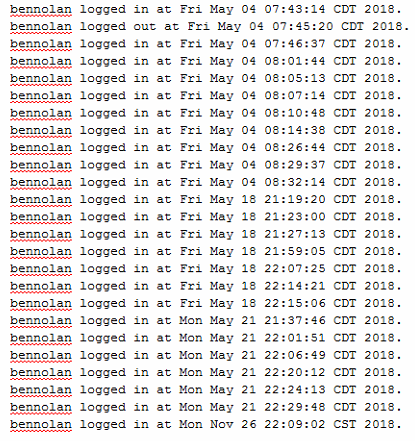 bennolan logged in at Fri May 04 07:43:14 CDT 2018.
bennolan logged out at Fri May 04 07:45:20 CDT 2018.
bennolan logged in at Fri May 04 07:46:37 CDT 2018.
bennolan logged in at Fri May 04 08:01:44 CDT 2018.
bennolan logged in at Fri May 04 08:05:13 CDT 2018.
bennolan logged in at Fri May 04 08:07:14 CDT 2018.
bennolan logged in at Fri May 04 08:10:48 CDT 2018.
bennolan logged in at Fri May 04 08:14:38 CDT 2018.
bennolan logged in at Fri May 04 08:26:44 CDT 2018.
bennolan logged in at Fri May 04 08:29:37 CDT 2018.
bennolan logged in at Fri May 04 08:32:14 CDT 2018.
bennolan logged in at Fri May 18 21:19:20 CDT 2018.
bennolan logged in at Fri May 18 21:23:00 CDT 2018.
bennolan logged in at Fri May 18 21:27:13 CDT 2018.
bennolan logged in at Fri May 18 21:59:05 CDT 2018.
bennolan logged in at Fri May 18 22:07:25 CDT 2018.
bennolan logged in at Fri May 18 22:14:21 CDT 2018.
bennolan logged in at Fri May 18 22:15:06 CDT 2018.
bennolan logged in at Mon May 21 21:37:46 CDT 2018.
bennolan logged in at Mon May 21 22:01:51 CDT 2018.
bennolan logged in at Mon May 21 22:06:49 CDT 2018.
bennolan logged in at Mon May 21 22:20:12 CDT 2018.
bennolan logged in at Mon May 21 22:24:13 CDT 2018.
bennolan logged in at Mon May 21 22:29:48 CDT 2018.
bennolan logged in at Mon Nov 26 22:09:02 CST 2018.